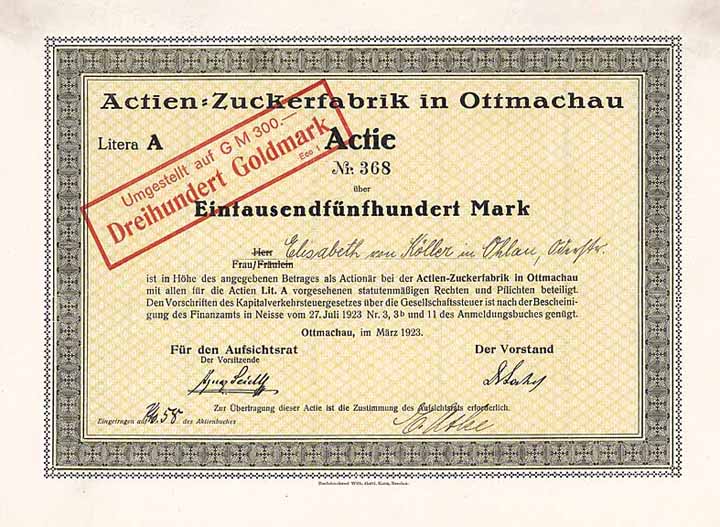 Actien-Zuckerfabrik in Ottmachau
Litera A
Umgestellt auf G M 300.—
Dreihundert Goldmark
Eco 1
Actie
Nr. 368
über
Eintausendfünfhundert Mark
Herr Elisabeth von Köller in Ohlau, Oderstr.
Frau/Fräulein
ist in Höhe des angegebenen Betrages als Actionär bei der Actien-Zuckerfabrik in Ottmachau
mit allen für die Actien Lit. A vorgesehenen statutenmäßigen Rechten und Pflichten beteiligt.
Den Vorschriften des Kapitalverkehrsteuergesetzes über die Gesellschaftssteuer ist nach der Bescheini-
gung des Finanzamts in Neisse vom 27. Juli 1923 Nr. 3, 3b und 11 des Anmeldungsbuches genügt.
Ottmachau, im März 1923.
Für den Aufsichtsrat
Der Vorsitzende
Der Vorstand
Zur Übertragung dieser Actie ist die Zustimmung des Aufsichtsrats erforderlich.
Eingetragen auf 58 des Aktienbuches